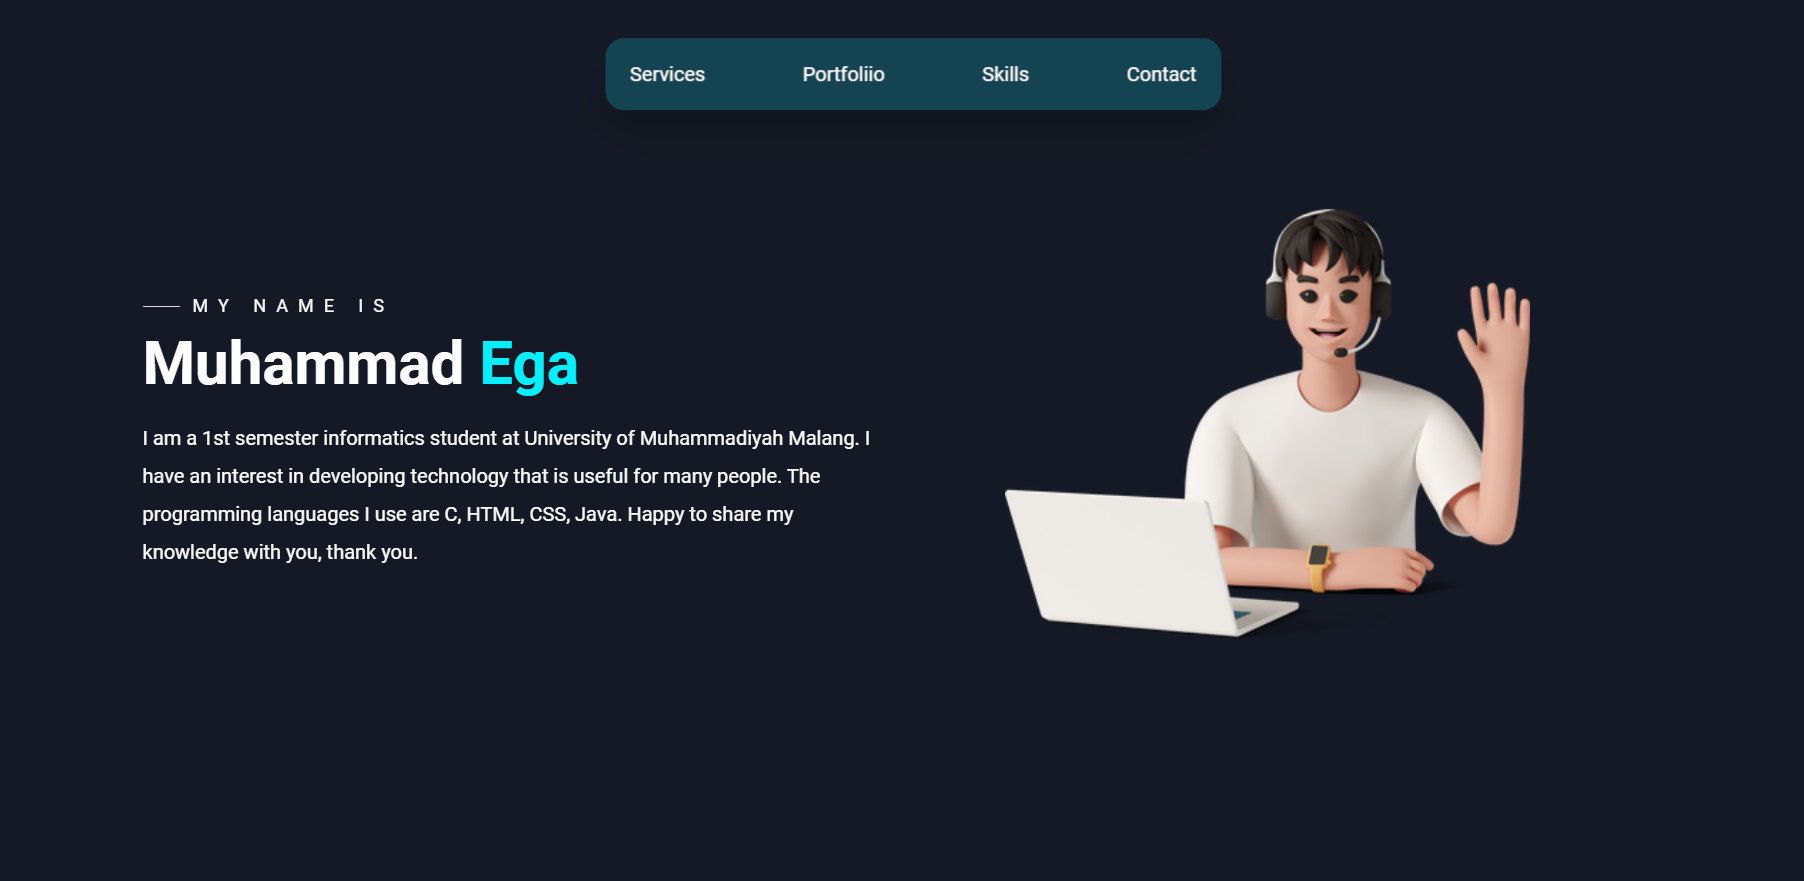 Services Portfoliio Skills Contact
MY NAME IS
Muhammad Ega
I am a 1st semester informatics student at University of Muhammadiyah Malang. I
have an interest in developing technology that is useful for many people. The
programming languages I use are C, HTML, CSS, Java. Happy to share my
knowledge with you, thank you.